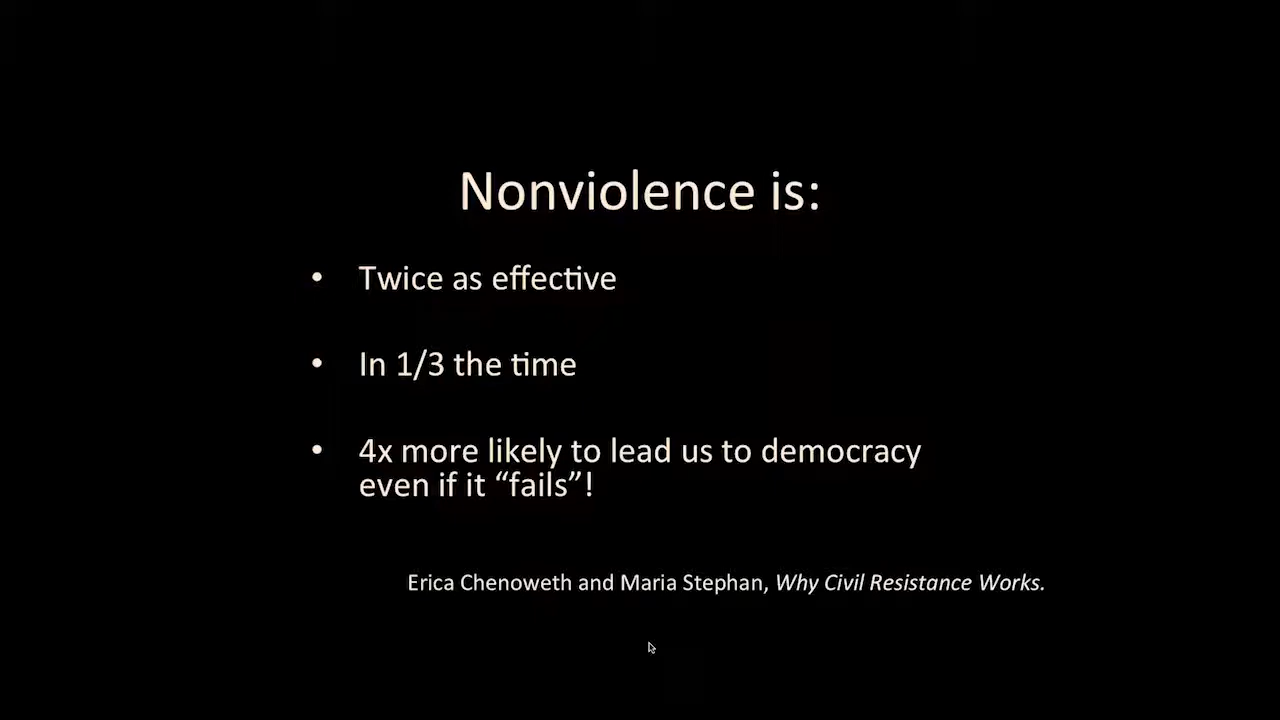 Nonviolence is:
• Twice as effective
• In 1/3 the time
• 4x more likely to lead us to democracy
even if it “fails”!
Erica Chenoweth and Maria Stephan, Why Civil Resistance Works.